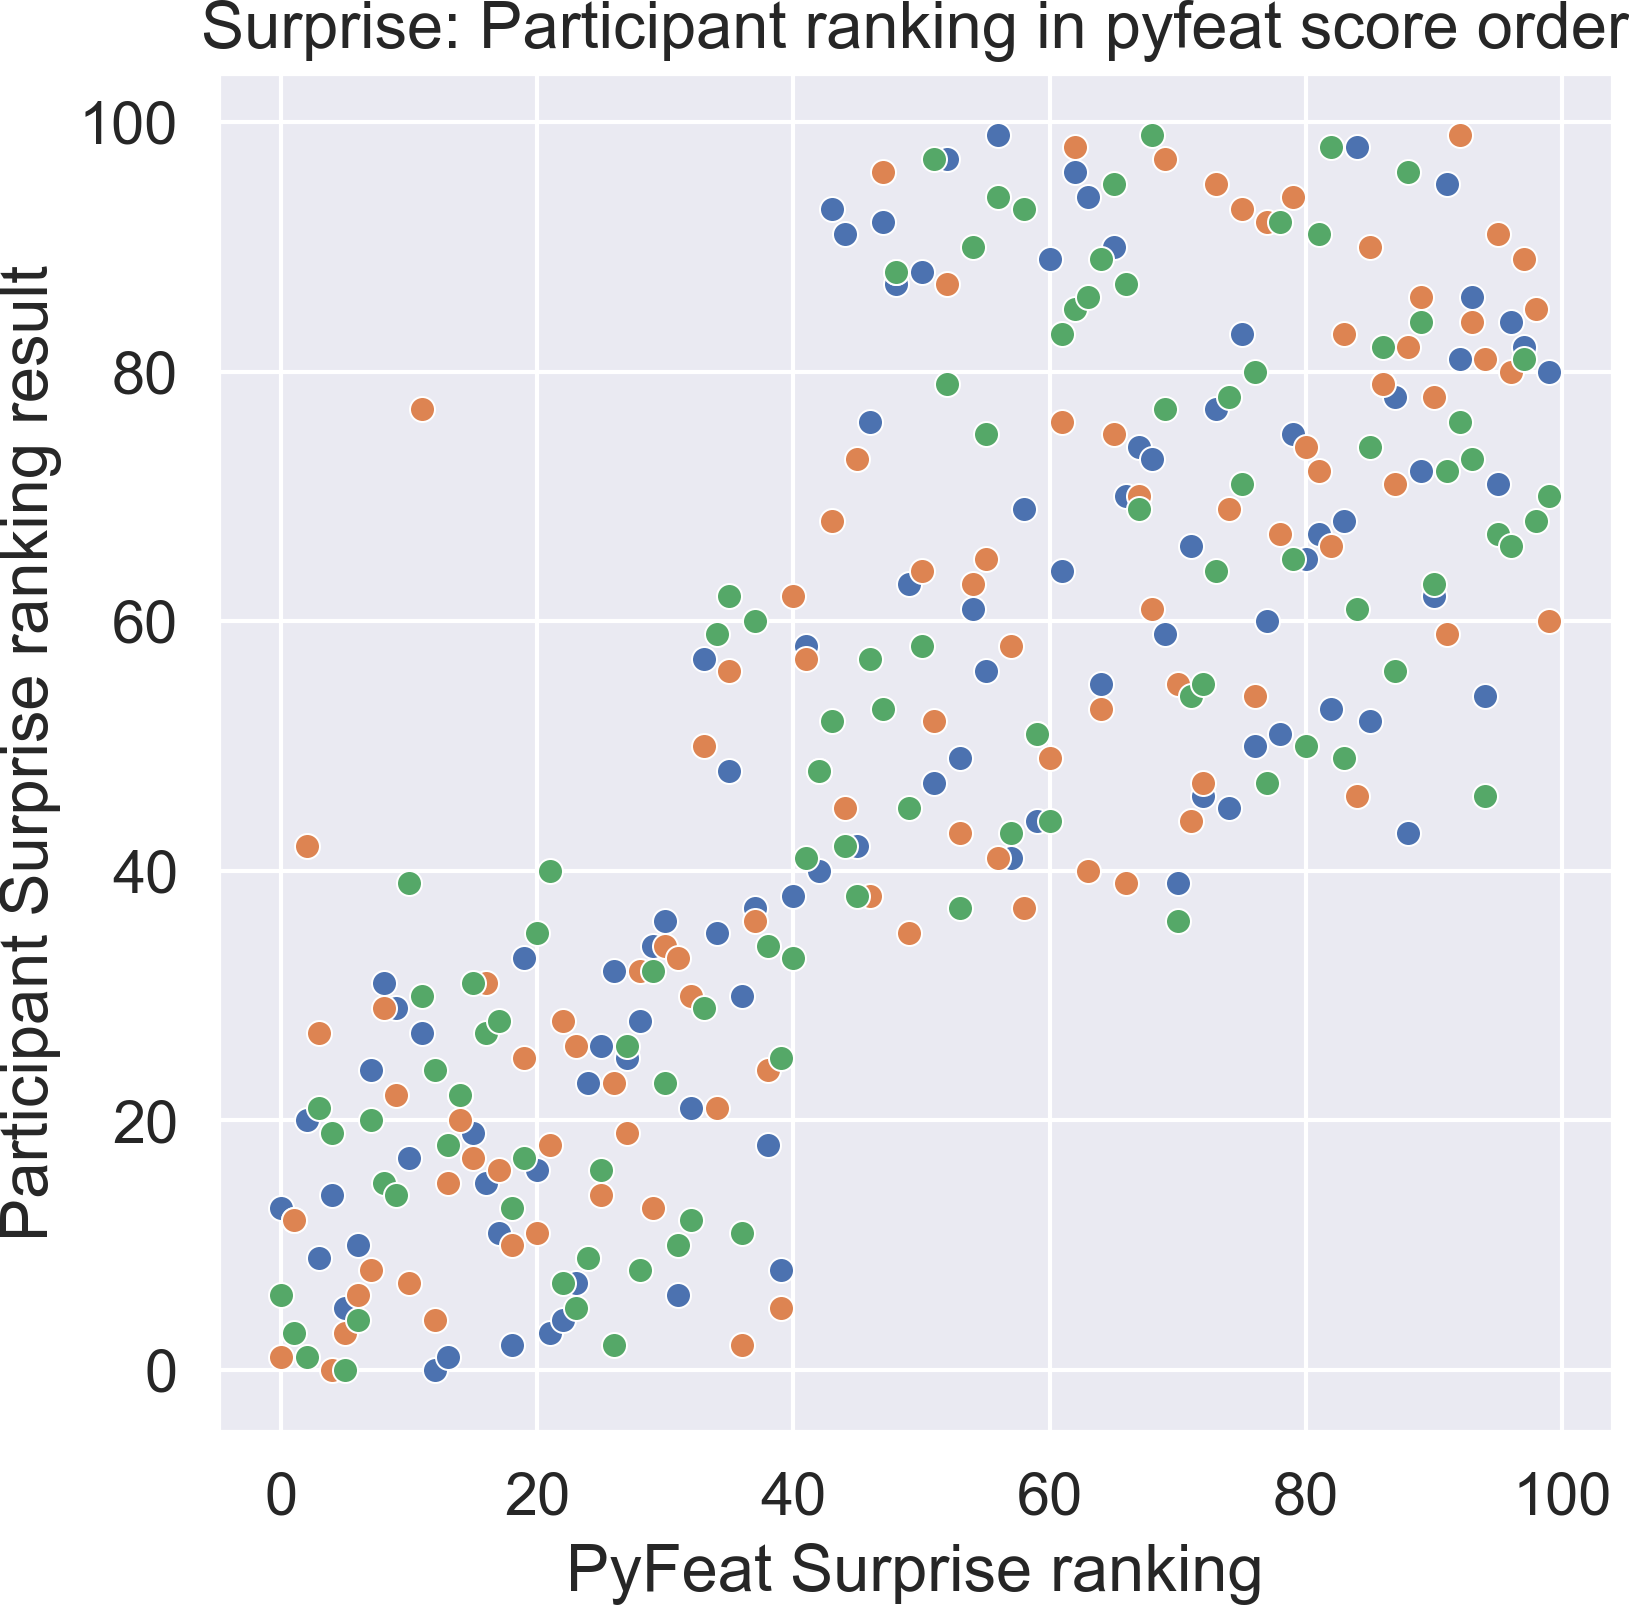 Surprise: Participant ranking in pyfeat score order
Participant Surprise ranking result
100
80
60
40
20
0
0 20 40 60 80 100
PyFeat Surprise ranking